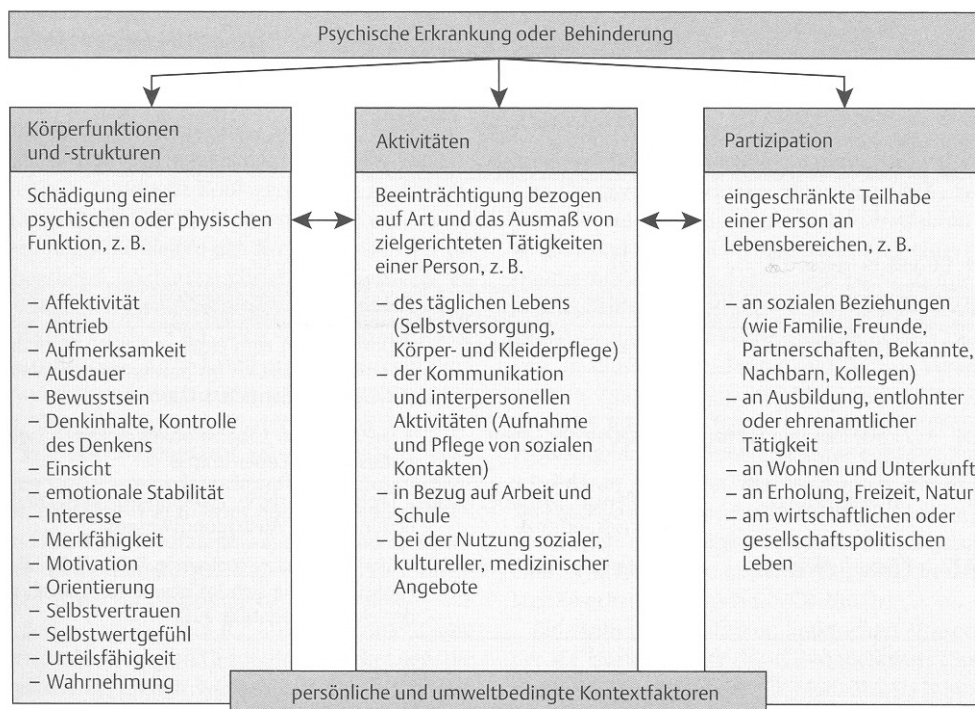 Psychische Erkrankung oder Behinderung
Körperfunktionen
und -strukturen
Schädigung einer
psychischen oder physischen
Funktion, z. B.
– Affektivität
– Antrieb
– Aufmerksamkeit
– Ausdauer
– Bewusstsein
– Denkinhalte, Kontrolle
des Denkens
– Einsicht
– emotionale Stabilität
– Interesse
– Merkfähigkeit
– Motivation
– Orientierung
– Selbstvertrauen
– Selbstwertgefühl
– Urteilsfähigkeit
– Wahrnehmung
Aktivitäten
Beeinträchtigung bezogen
auf Art und das Ausmaß von
zielgerichteten Tätigkeiten
einer Person, z. B.
– des täglichen Lebens
(Selbstversorgung,
Körper- und Kleiderpflege)
– der Kommunikation
und interpersonellen
Aktivitäten (Aufnahme
und Pflege von sozialen
Kontakten)
– in Bezug auf Arbeit und
Schule
– bei der Nutzung sozialer,
kultureller, medizinischer
Angebote
Partizipation
eingeschränkte Teilhabe
einer Person an
Lebensbereichen, z. B.
– an sozialen Beziehungen
(wie Familie, Freunde,
Partnerschaften, Bekannte,
Nachbarn, Kollegen)
– an Ausbildung, entlohnter
oder ehrenamtlicher
Tätigkeit
– an Wohnen und Unterkunft
– an Erholung, Freizeit, Natur
– am wirtschaftlichen oder
gesellschaftspolitischen
Leben
persönliche und umweltbedingte Kontextfaktoren